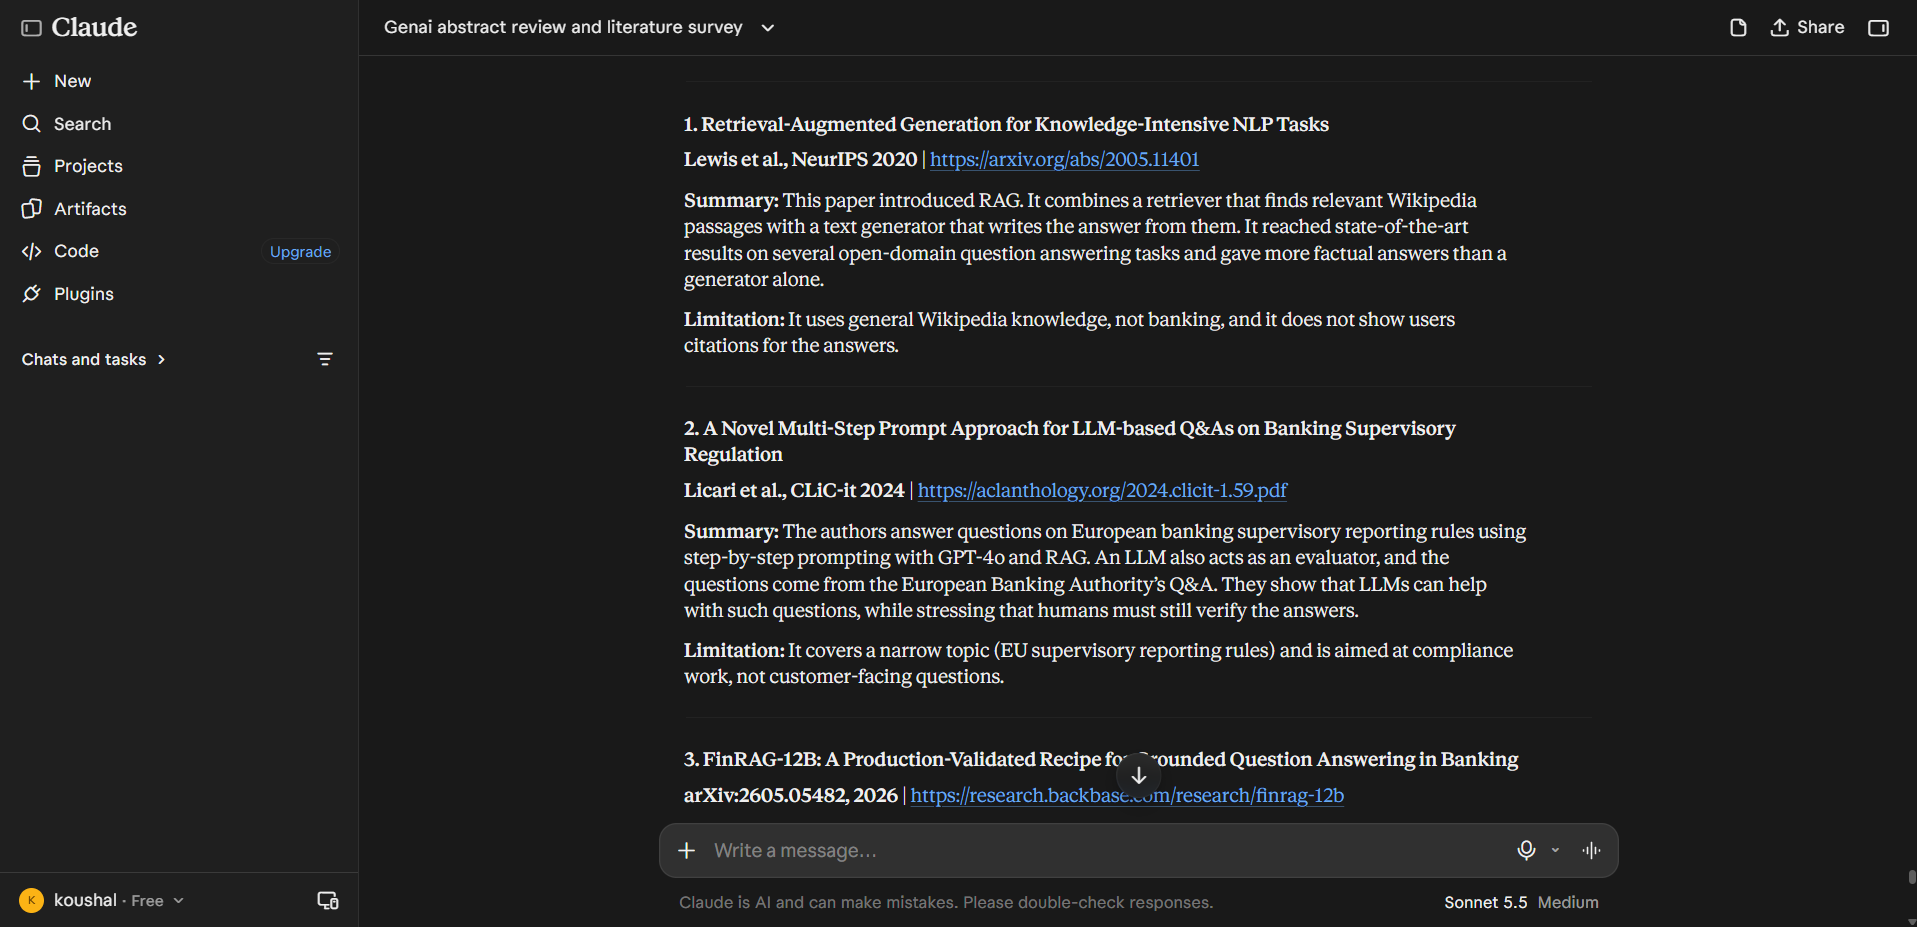 Claude
New
Search
Projects
Artifacts
Code
Upgrade
Plugins
Chats and tasks
K
koushal · Free
Genai abstract review and literature survey
Share
1. Retrieval-Augmented Generation for Knowledge-Intensive NLP Tasks
Lewis et al., NeurIPS 2020 | https://arxiv.org/abs/2005.11401
Summary: This paper introduced RAG. It combines a retriever that finds relevant Wikipedia
passages with a text generator that writes the answer from them. It reached state-of-the-art
results on several open-domain question answering tasks and gave more factual answers than a
generator alone.
Limitation: It uses general Wikipedia knowledge, not banking, and it does not show users
citations for the answers.
2. A Novel Multi-Step Prompt Approach for LLM-based Q&As on Banking Supervisory
Regulation
Licari et al., CLiC-it 2024 | https://aclanthology.org/2024.clicit-1.59.pdf
Summary: The authors answer questions on European banking supervisory reporting rules using
step-by-step prompting with GPT-4o and RAG. An LLM also acts as an evaluator, and the
questions come from the European Banking Authority's Q&A. They show that LLMs can help
with such questions, while stressing that humans must still verify the answers.
Limitation: It covers a narrow topic (EU supervisory reporting rules) and is aimed at compliance
work, not customer-facing questions.
3. FinRAG-12B: A Production-Validated Recipe for Grounded Question Answering in Banking
arXiv:2605.05482, 2026 | https://research.backbase.com/research/finrag-12b
Write a message…
Claude is AI and can make mistakes. Please double-check responses.
Sonnet 5.5 Medium